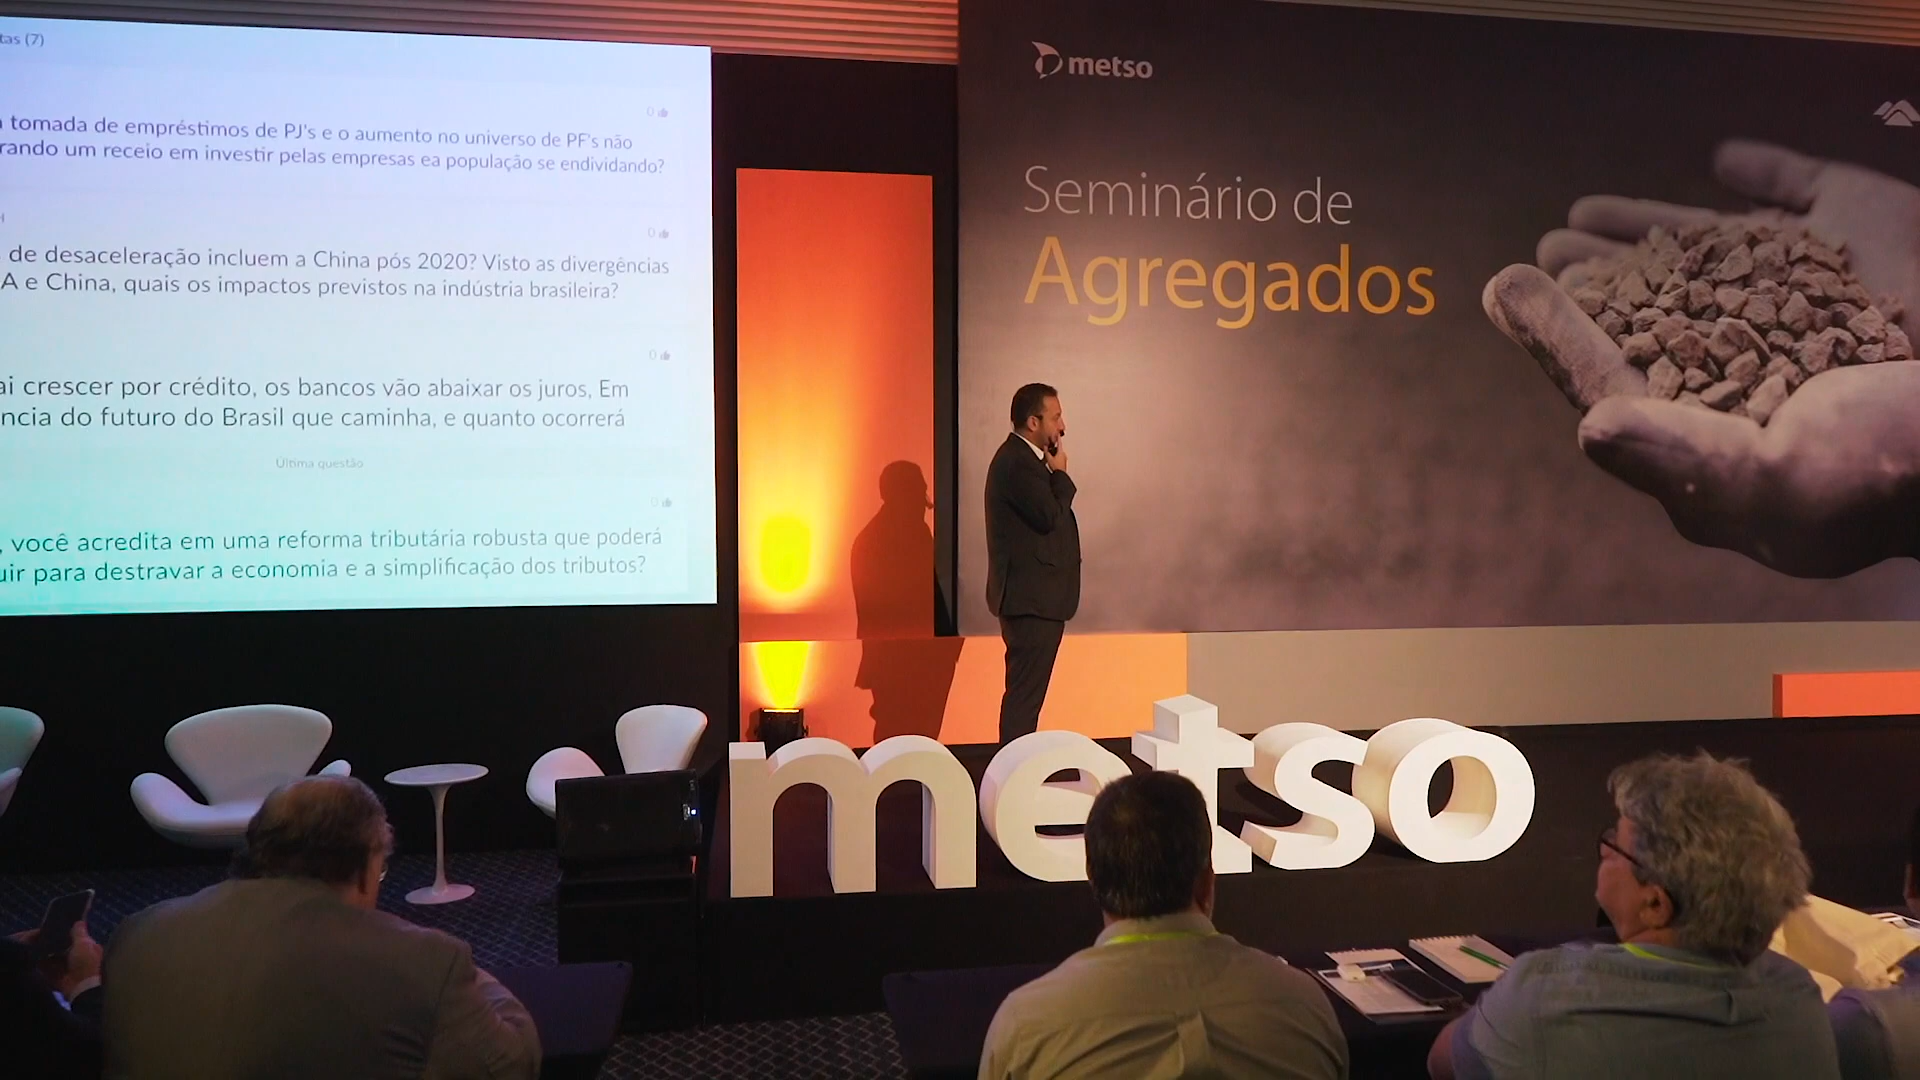 tas (7)
0
tomada de empréstimos de PJ's e o aumento no universo de PF's não
rando um receio em investir pelas empresas ea população se endividando?
0
de desaceleração incluem a China pós 2020? Visto as divergências
A e China, quais os impactos previstos na indústria brasileira?
0
ai crescer por crédito, os bancos vão abaixar os juros, Em
ncia do futuro do Brasil que caminha, e quanto ocorrerá
Última questão
0
, você acredita em uma reforma tributária robusta que poderá
uir para destravar a economia e a simplificação dos tributos?
metso
Seminário de
Agregados
metso